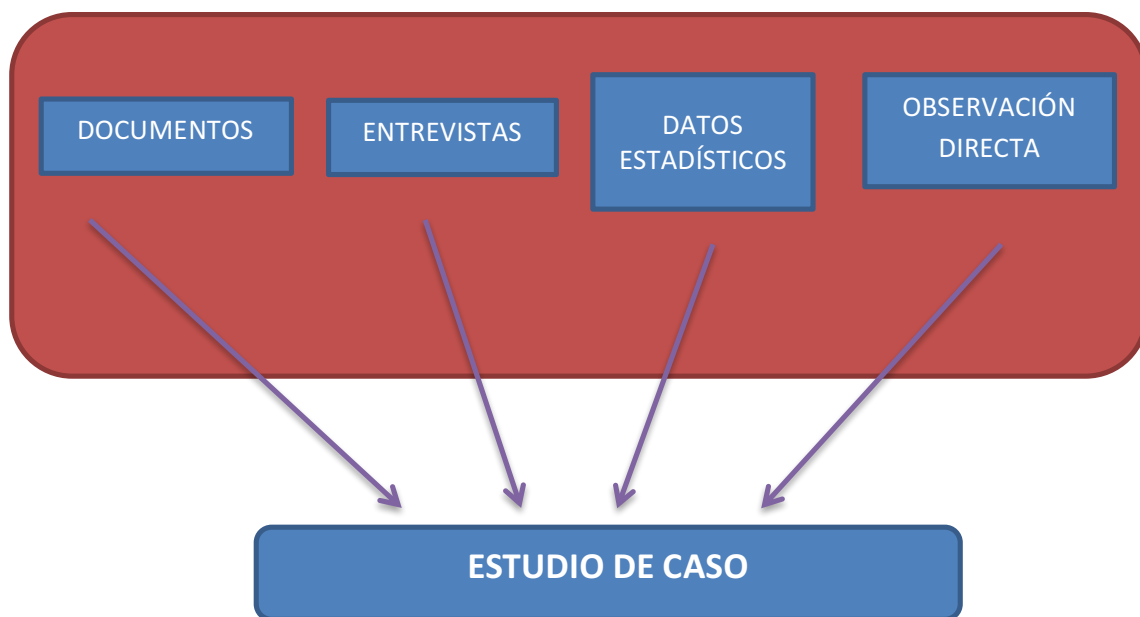 DOCUMENTOS
ENTREVISTAS
DATOS
ESTADÍSTICOS
OBSERVACIÓN
DIRECTA
ESTUDIO DE CASO